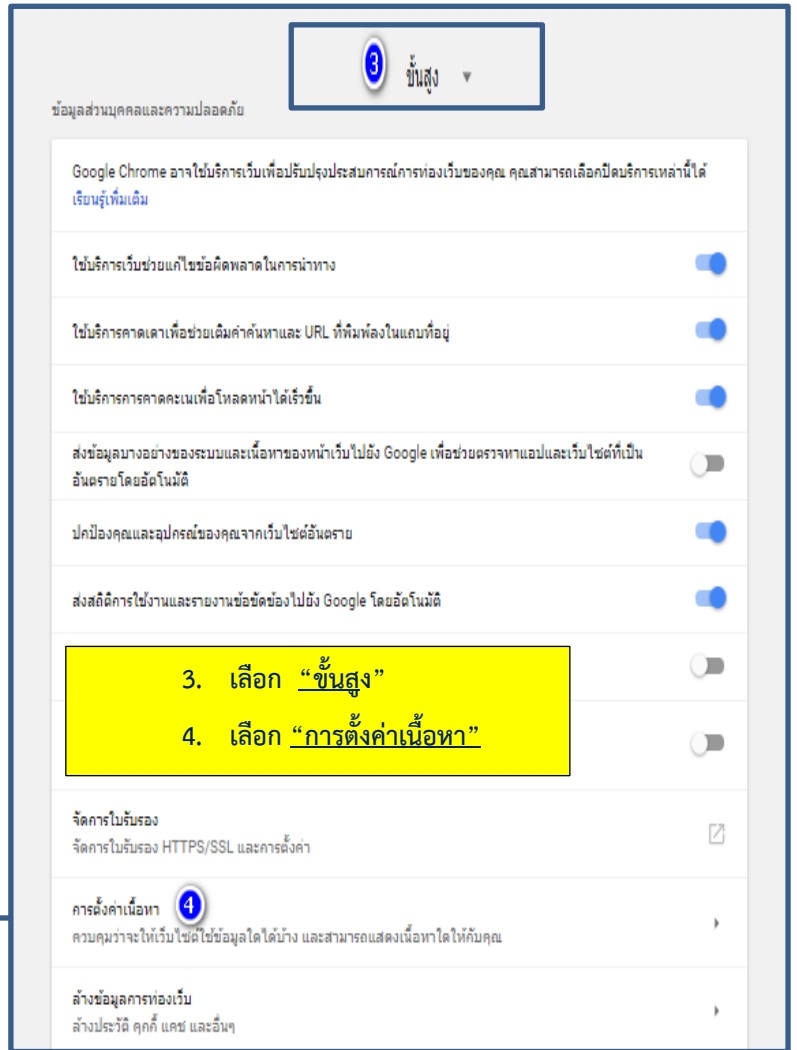 3 ขั้นสูง
ข้อมูลส่วนบุคคลและความปลอดภัย
Google Chrome อาจใช้บริการเว็บเพื่อปรับปรุงประสบการณ์การท่องเว็บของคุณ คุณสามารถเลือกปิดบริการเหล่านี้ได้
เรียนรู้เพิ่มเติม
ใช้บริการเว็บช่วยแก้ไขข้อผิดพลาดในการนำทาง
ใช้บริการคาดเดาเพื่อช่วยเติมคำค้นหาและ URL ที่พิมพ์ลงในแถบที่อยู่
ใช้บริการการคาดคะเนเพื่อโหลดหน้าได้เร็วขึ้น
ส่งข้อมูลบางอย่างของระบบและเนื้อหาของหน้าเว็บไปยัง Google เพื่อช่วยตรวจหาแอปและเว็บไซต์ที่เป็น
อันตรายโดยอัตโนมัติ
ปกป้องคุณและอุปกรณ์ของคุณจากเว็บไซต์อันตราย
ส่งสถิติการใช้งานและรายงานข้อขัดข้องไปยัง Google โดยอัตโนมัติ
3. เลือก “ขั้นสูง”
4. เลือก “การตั้งค่าเนื้อหา”
จัดการใบรับรอง
จัดการใบรับรอง HTTPS/SSL และการตั้งค่า
การตั้งค่าเนื้อหา 4
ควบคุมว่าจะให้เว็บไซต์ใช้ข้อมูลใดได้บ้าง และสามารถแสดงเนื้อหาใดให้กับคุณ
ล้างข้อมูลการท่องเว็บ
ล้างประวัติ คุกกี้ แคช และอื่นๆ